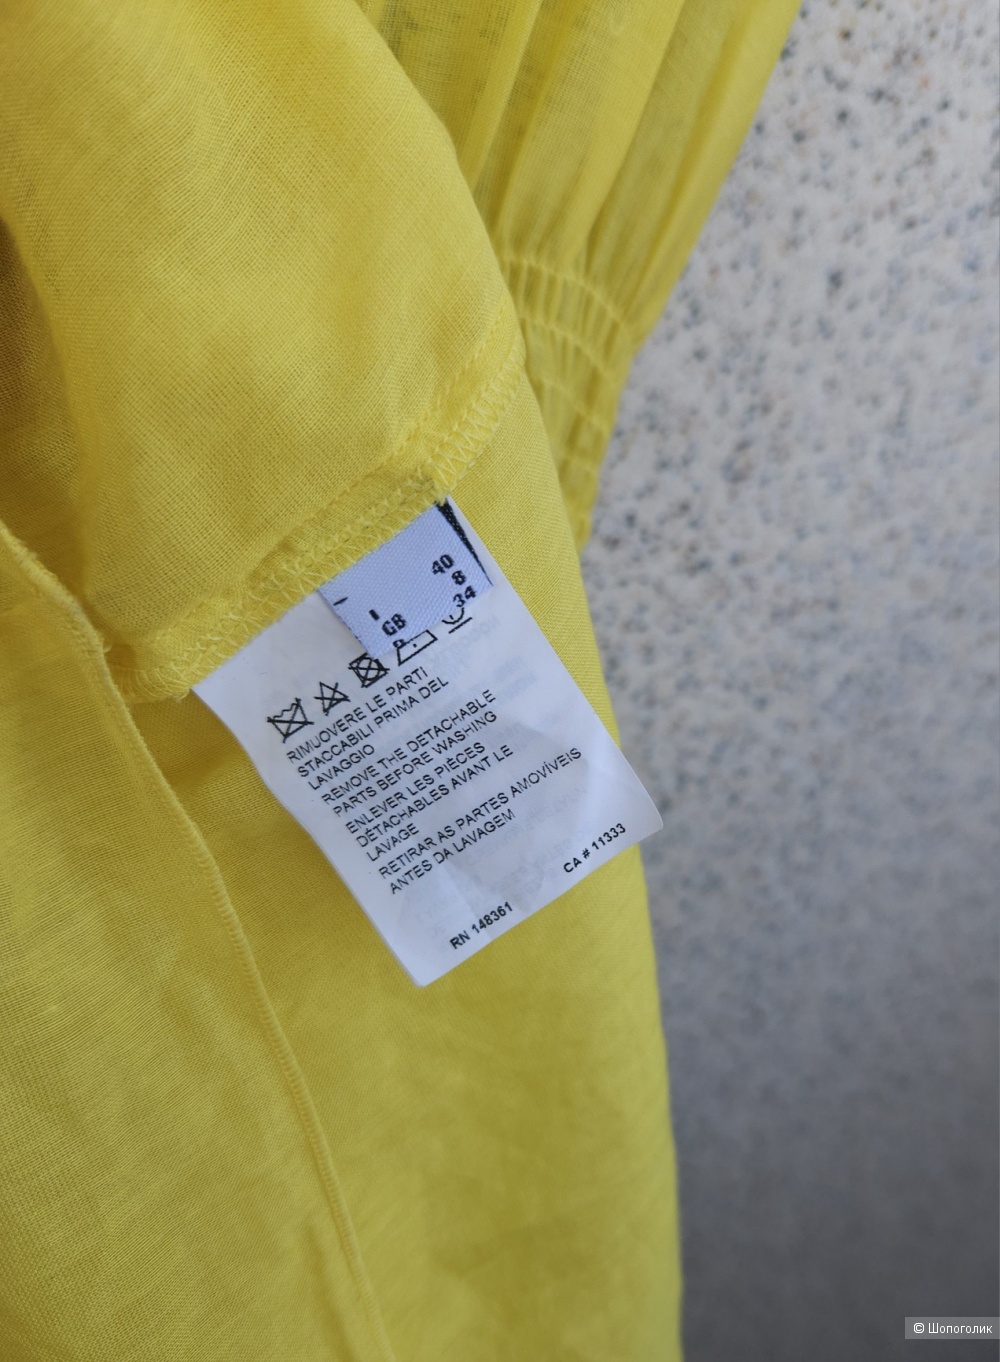 I 40
GB 8
D 34
RIMUOVERE LE PARTI
STACCABILI PRIMA DEL
LAVAGGIO
REMOVE THE DETACHABLE
PARTS BEFORE WASHING
ENLEVER LES PIÈCES
DÉTACHABLES AVANT LE
LAVAGE
RETIRAR AS PARTES AMOVÍVEIS
ANTES DA LAVAGEM
RN 148361
CA # 11333
© Шопоголик